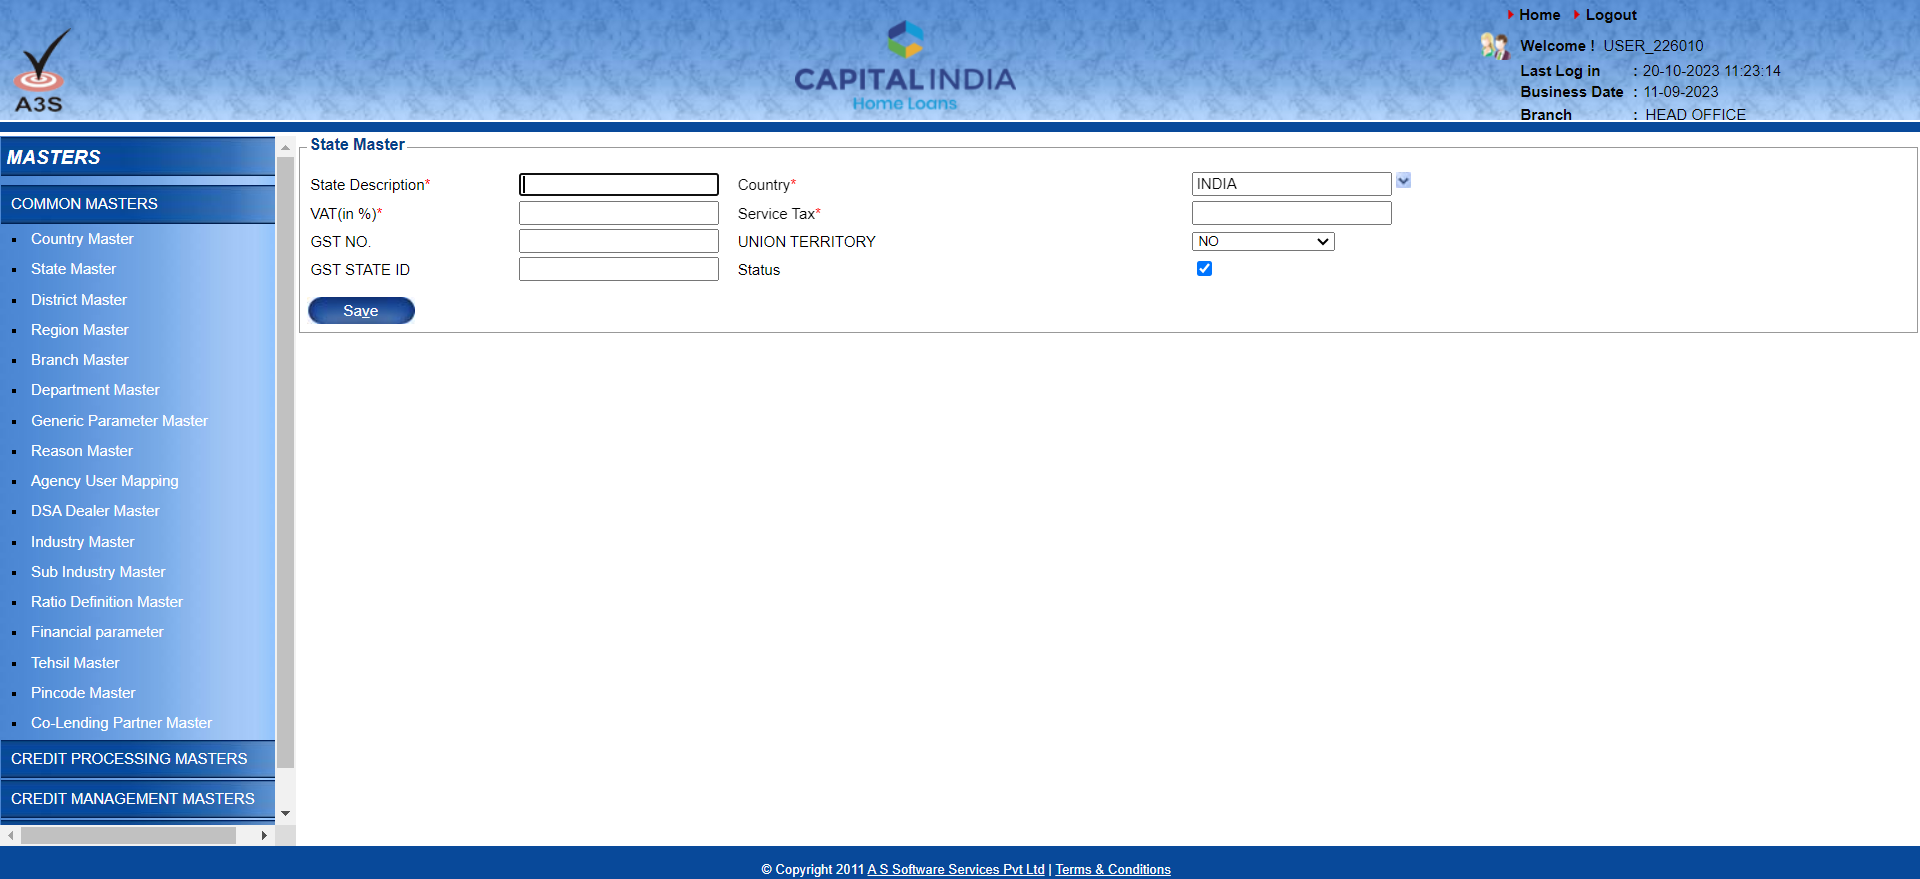 Home Logout
A3S
CAPITALINDIA
Home Loans
Welcome ! USER_226010
Last Log in : 20-10-2023 11:23:14
Business Date : 11-09-2023
Branch : HEAD OFFICE
MASTERS
COMMON MASTERS
Country Master
State Master
District Master
Region Master
Branch Master
Department Master
Generic Parameter Master
Reason Master
Agency User Mapping
DSA Dealer Master
Industry Master
Sub Industry Master
Ratio Definition Master
Financial parameter
Tehsil Master
Pincode Master
Co-Lending Partner Master
CREDIT PROCESSING MASTERS
CREDIT MANAGEMENT MASTERS
State Master
State Description* Country* INDIA
VAT(in %)* Service Tax*
GST NO. UNION TERRITORY NO
GST STATE ID Status
Save
© Copyright 2011 A S Software Services Pvt Ltd | Terms & Conditions